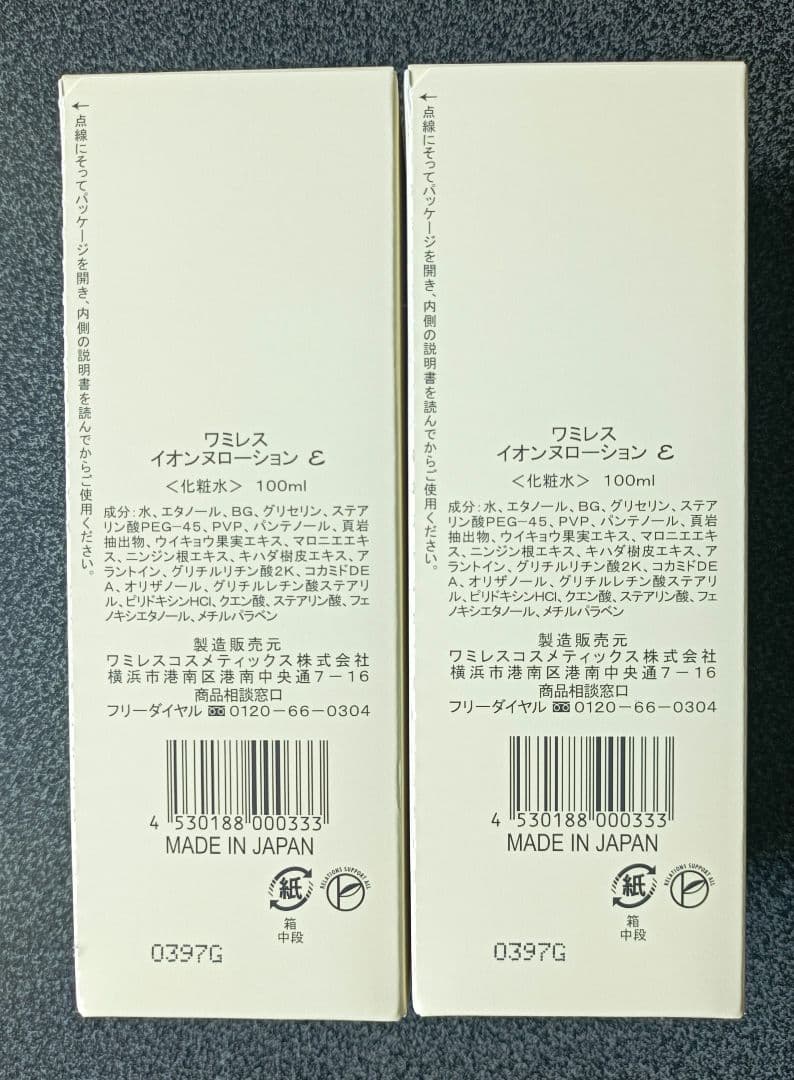 ←点線にそってパッケージを開き、内側の説明書を読んでからご使用ください。
ワミレス
イオンヌローション ε
＜化粧水＞ 100ml
成分：水、エタノール、BG、グリセリン、ステア
リン酸PEG−45、PVP、パンテノール、頁岩
抽出物、ウイキョウ果実エキス、マロニエエキ
ス、ニンジン根エキス、キハダ樹皮エキス、ア
ラントイン、グリチルリチン酸2K、コカミドDE
A、オリザノール、グリチルレチン酸ステアリ
ル、ピリドキシンHCl、クエン酸、ステアリン酸、フェ
ノキシエタノール、メチルパラベン
製造販売元
ワミレスコスメティックス株式会社
横浜市港南区港南中央通7−16
商品相談窓口
フリーダイヤル 0120−66−0304
4 530188 000333
MADE IN JAPAN
紙
RELATIONS SUPPORT ALL
箱
中段
0397G
←点線にそってパッケージを開き、内側の説明書を読んでからご使用ください。
ワミレス
イオンヌローション ε
＜化粧水＞ 100ml
成分：水、エタノール、BG、グリセリン、ステア
リン酸PEG−45、PVP、パンテノール、頁岩
抽出物、ウイキョウ果実エキス、マロニエエキ
ス、ニンジン根エキス、キハダ樹皮エキス、ア
ラントイン、グリチルリチン酸2K、コカミドDE
A、オリザノール、グリチルレチン酸ステアリ
ル、ピリドキシンHCl、クエン酸、ステアリン酸、フェ
ノキシエタノール、メチルパラベン
製造販売元
ワミレスコスメティックス株式会社
横浜市港南区港南中央通7−16
商品相談窓口
フリーダイヤル 0120−66−0304
4 530188 000333
MADE IN JAPAN
紙
RELATIONS SUPPORT ALL
箱
中段
0397G